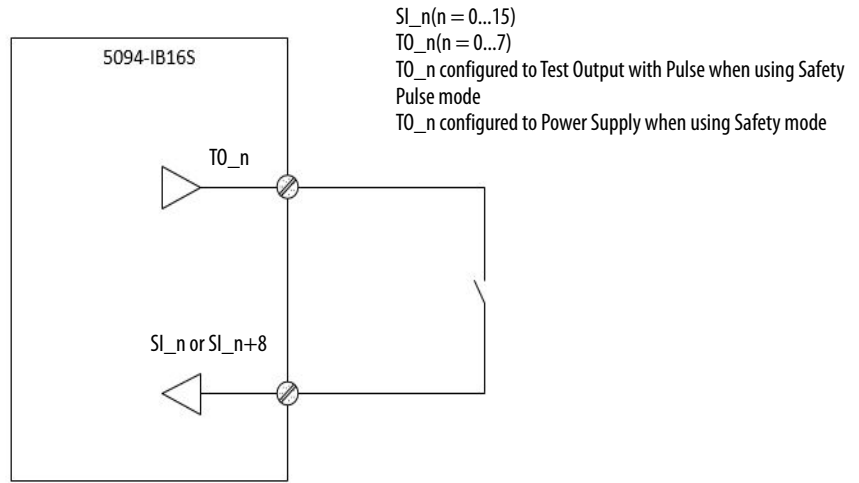 SI_n(n = 0...15)
TO_n(n = 0...7)
TO_n configured to Test Output with Pulse when using Safety
Pulse mode
TO_n configured to Power Supply when using Safety mode
5094-IB16S
TO_n
SI_n or SI_n+8